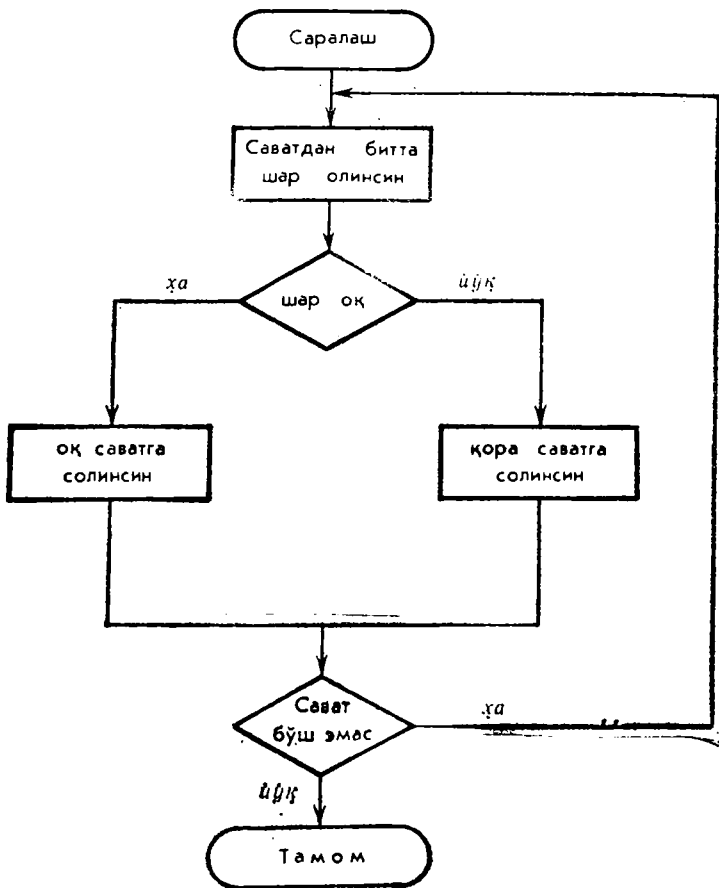 Саралаш
Саватдан битта
шар олинсин
ҳа
шар оқ
йўқ
оқ саватга
солинсин
қора саватга
солинсин
Сават
бўш эмас
ҳа
йўқ
Тамом